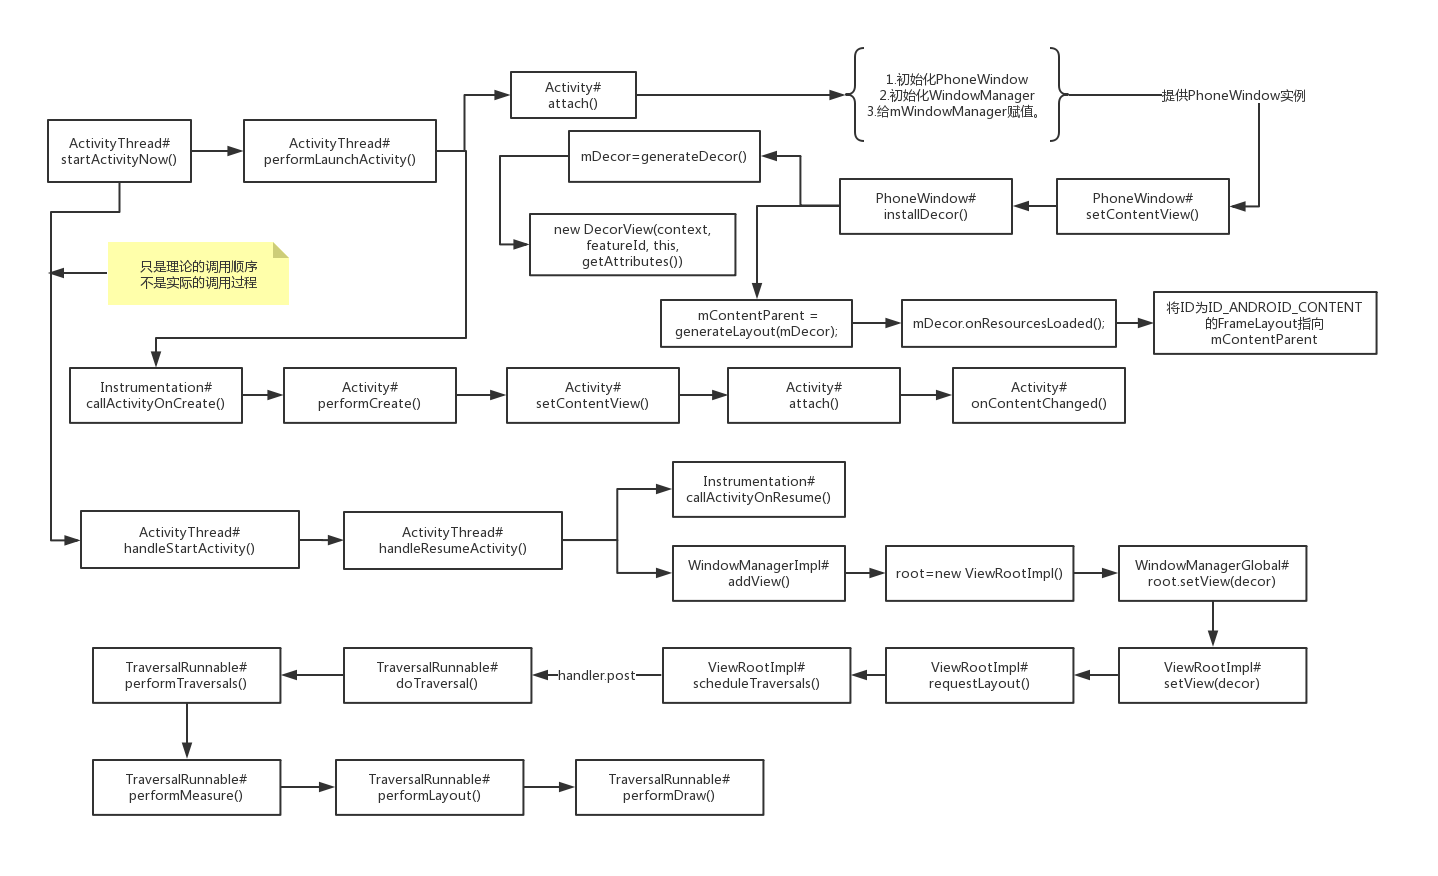 Activity#
attach()
1.初始化PhoneWindow
2.初始化WindowManager
3.给mWindowManager赋值。
提供PhoneWindow实例
ActivityThread#
startActivityNow()
ActivityThread#
performLaunchActivity()
mDecor=generateDecor()
PhoneWindow#
installDecor()
PhoneWindow#
setContentView()
new DecorView(context,
featureId, this,
getAttributes())
只是理论的调用顺序
不是实际的调用过程
mContentParent =
generateLayout(mDecor);
mDecor.onResourcesLoaded();
将ID为ID_ANDROID_CONTENT
的FrameLayout指向
mContentParent
Instrumentation#
callActivityOnCreate()
Activity#
performCreate()
Activity#
setContentView()
Activity#
attach()
Activity#
onContentChanged()
Instrumentation#
callActivityOnResume()
ActivityThread#
handleStartActivity()
ActivityThread#
handleResumeActivity()
WindowManagerImpl#
addView()
root=new ViewRootImpl()
WindowManagerGlobal#
root.setView(decor)
TraversalRunnable#
performTraversals()
TraversalRunnable#
doTraversal()
handler.post
ViewRootImpl#
scheduleTraversals()
ViewRootImpl#
requestLayout()
ViewRootImpl#
setView(decor)
TraversalRunnable#
performMeasure()
TraversalRunnable#
performLayout()
TraversalRunnable#
performDraw()